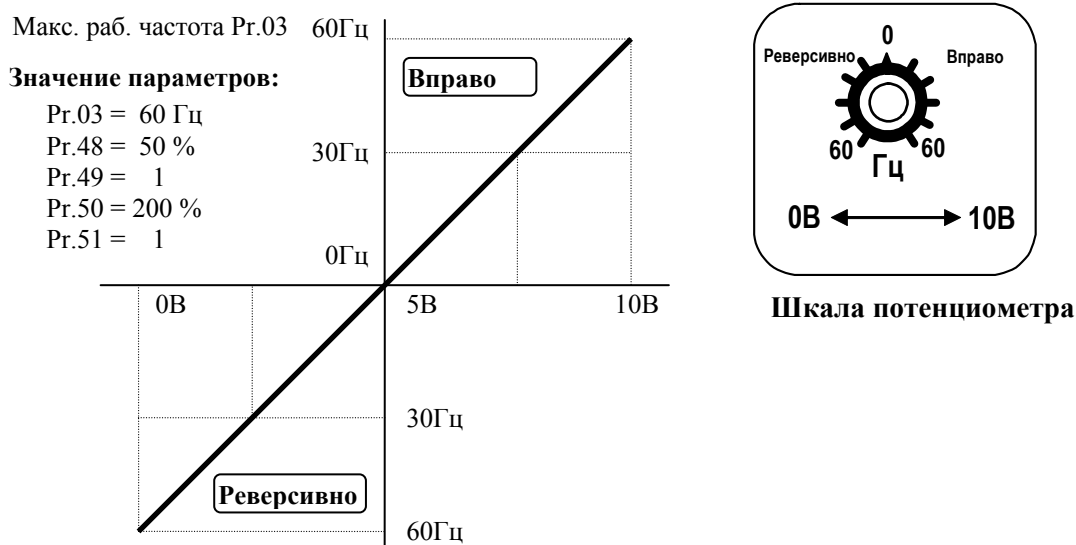 Макс. раб. частота Pr.03
Значение параметров:
Pr.03 = 60 Гц
Pr.48 = 50 %
Pr.49 = 1
Pr.50 = 200 %
Pr.51 = 1
60Гц
Вправо
30Гц
0Гц
0В
5В
10В
30Гц
Реверсивно
60Гц
0
Реверсивно
Вправо
60
60
Гц
0В
10В
Шкала потенциометра